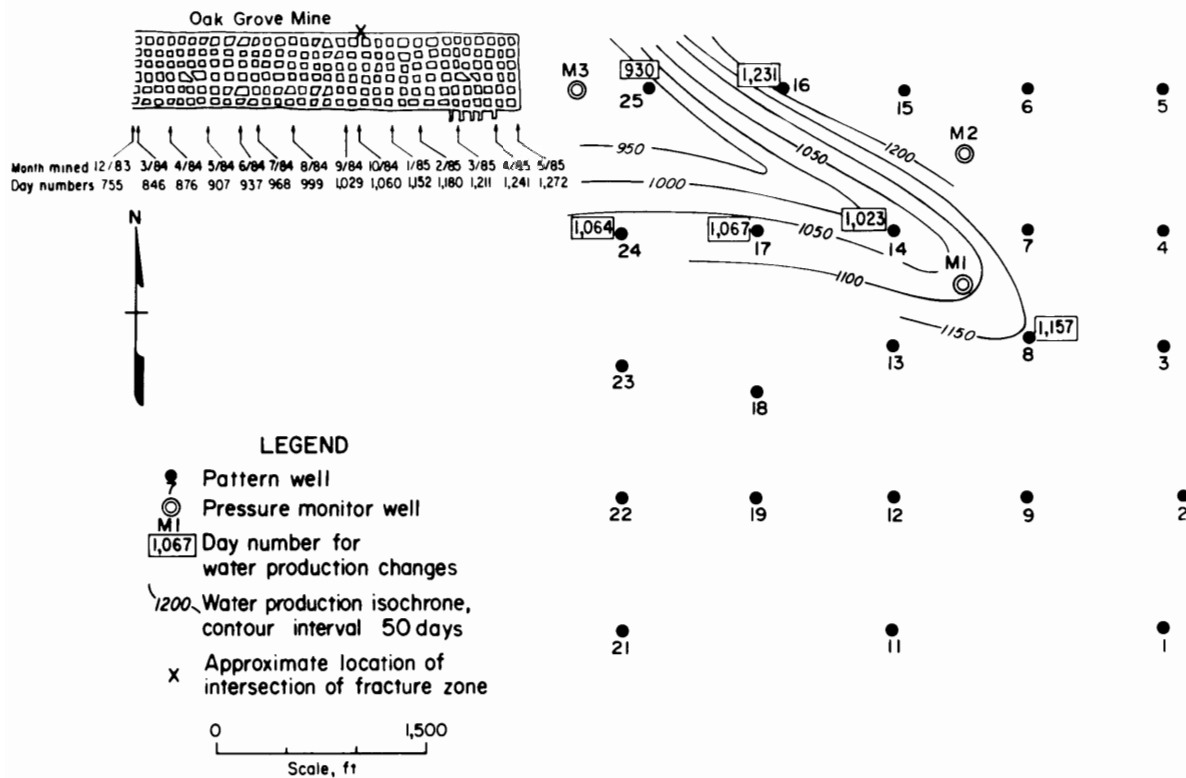 Oak Grove Mine
X
Month mined 12/83 3/84 4/84 5/84 6/84 7/84 8/84 9/84 10/84 1/85 2/85 3/85 4/85 5/85
Day numbers 755 846 876 907 937 968 999 1,029 1,060 1,152 1,180 1,211 1,241 1,272
M3
930
25
1,231
16
15
6
5
M2
950
1000
1050
1200
1,064
24
1,067
17
1050
1,023
14
7
4
M1
1100
1150
1,157
8
13
3
23
18
22
19
12
9
2
21
11
1
N
LEGEND
7 Pattern well
M1 Pressure monitor well
1,067 Day number for
water production changes
1200 Water production isochrone,
contour interval 50 days
X Approximate location of
intersection of fracture zone
0 1,500
Scale, ft